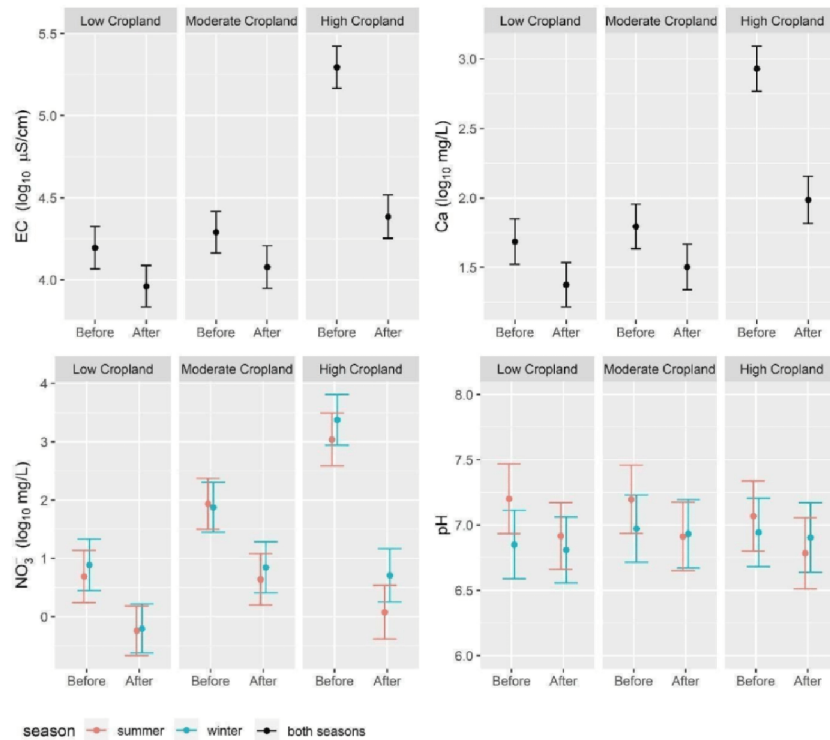 Low Cropland Moderate Cropland High Cropland
5.5
5.0
4.5
4.0
EC (log₁₀ μS/cm)
Before After Before After Before After
Low Cropland Moderate Cropland High Cropland
3.0
2.5
2.0
1.5
Ca (log₁₀ mg/L)
Before After Before After Before After
Low Cropland Moderate Cropland High Cropland
4
3
2
1
0
NO₃⁻ (log₁₀ mg/L)
Before After Before After Before After
Low Cropland Moderate Cropland High Cropland
8.0
7.5
7.0
6.5
6.0
pH
Before After Before After Before After
season summer winter both seasons